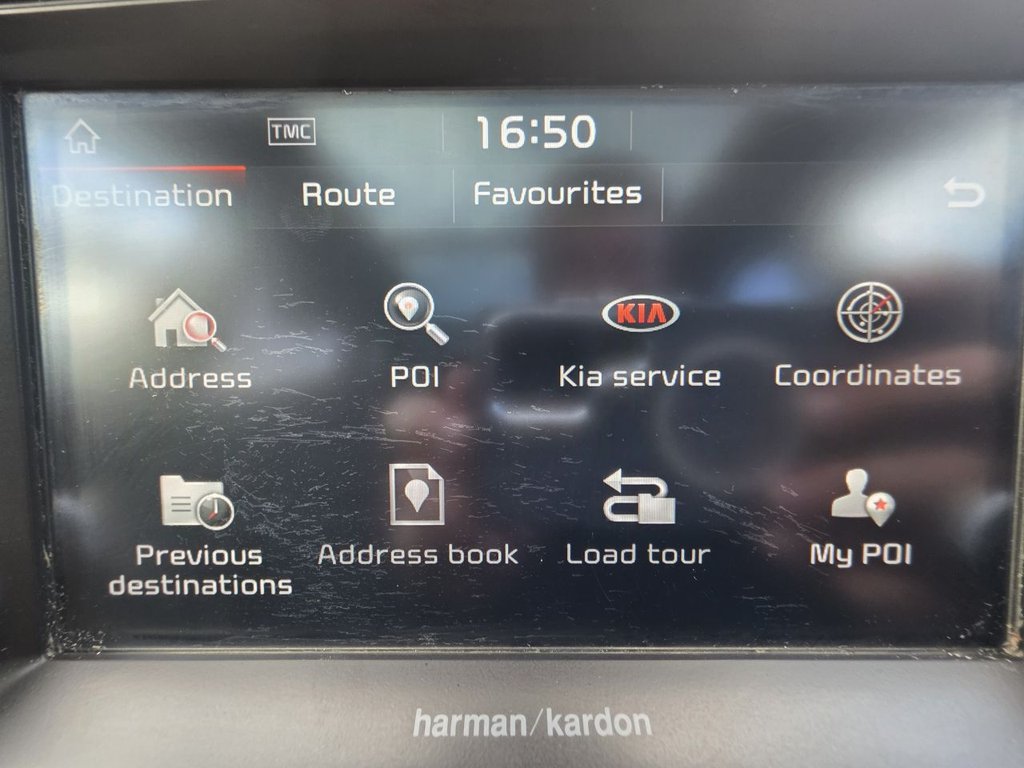 TMC
16:50
Destination
Route
Favourites
Address
POI
KIA
Kia service
Coordinates
Previous
destinations
Address book
Load tour
My POI
harman/kardon